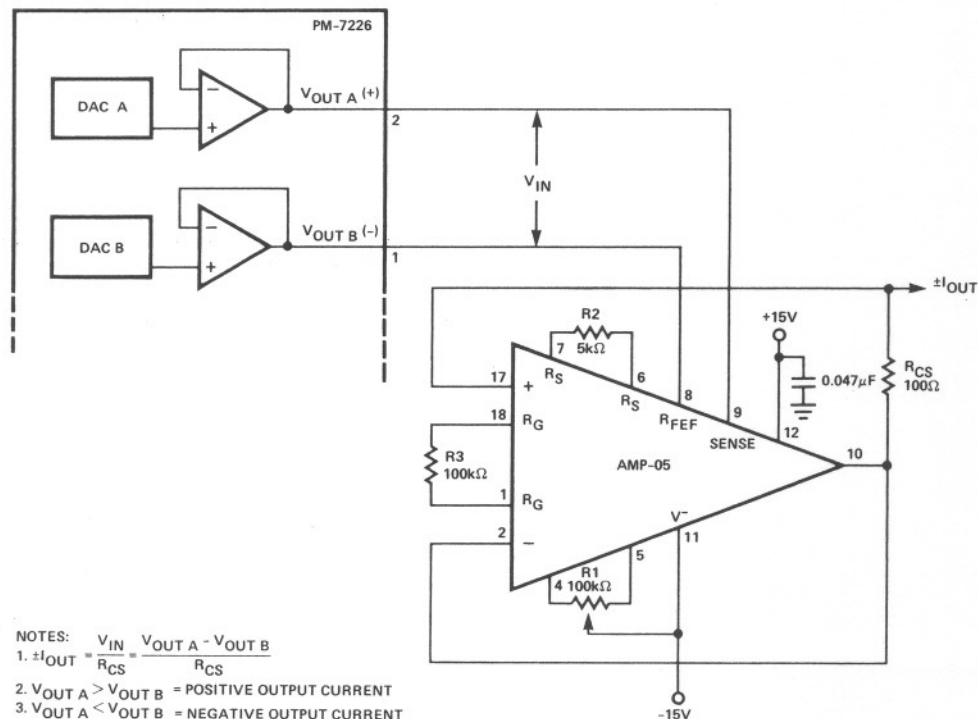 PM-7226
DAC A
−
+
VOUT A (+)
2
DAC B
−
+
VOUT B (−)
1
VIN
±IOUT
+15V
R2
5kΩ
7
RS
6
RS
8
RFEF
9
SENSE
12
0.047µF
RCS
100Ω
17
+
18
RG
R3
100kΩ
1
RG
2
−
AMP-05
10
V−
11
5
4
R1
100kΩ
-15V
NOTES:
1. ±IOUT = VIN / RCS = VOUT A - VOUT B / RCS
2. VOUT A > VOUT B = POSITIVE OUTPUT CURRENT
3. VOUT A < VOUT B = NEGATIVE OUTPUT CURRENT